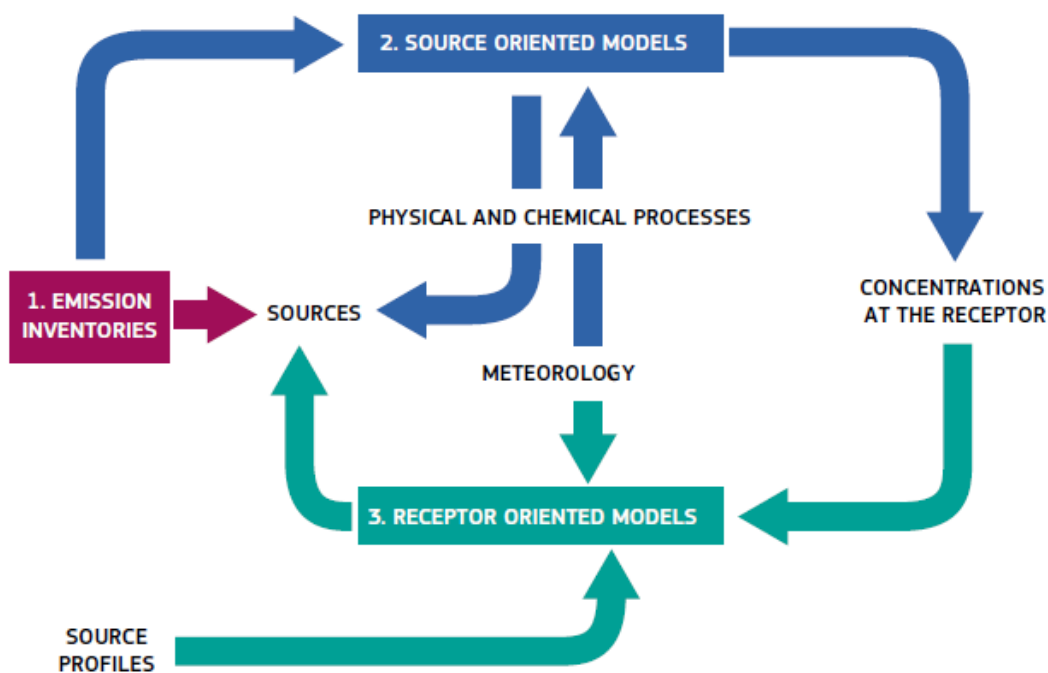 2. SOURCE ORIENTED MODELS
PHYSICAL AND CHEMICAL PROCESSES
1. EMISSION
INVENTORIES
SOURCES
CONCENTRATIONS
AT THE RECEPTOR
METEOROLOGY
3. RECEPTOR ORIENTED MODELS
SOURCE
PROFILES